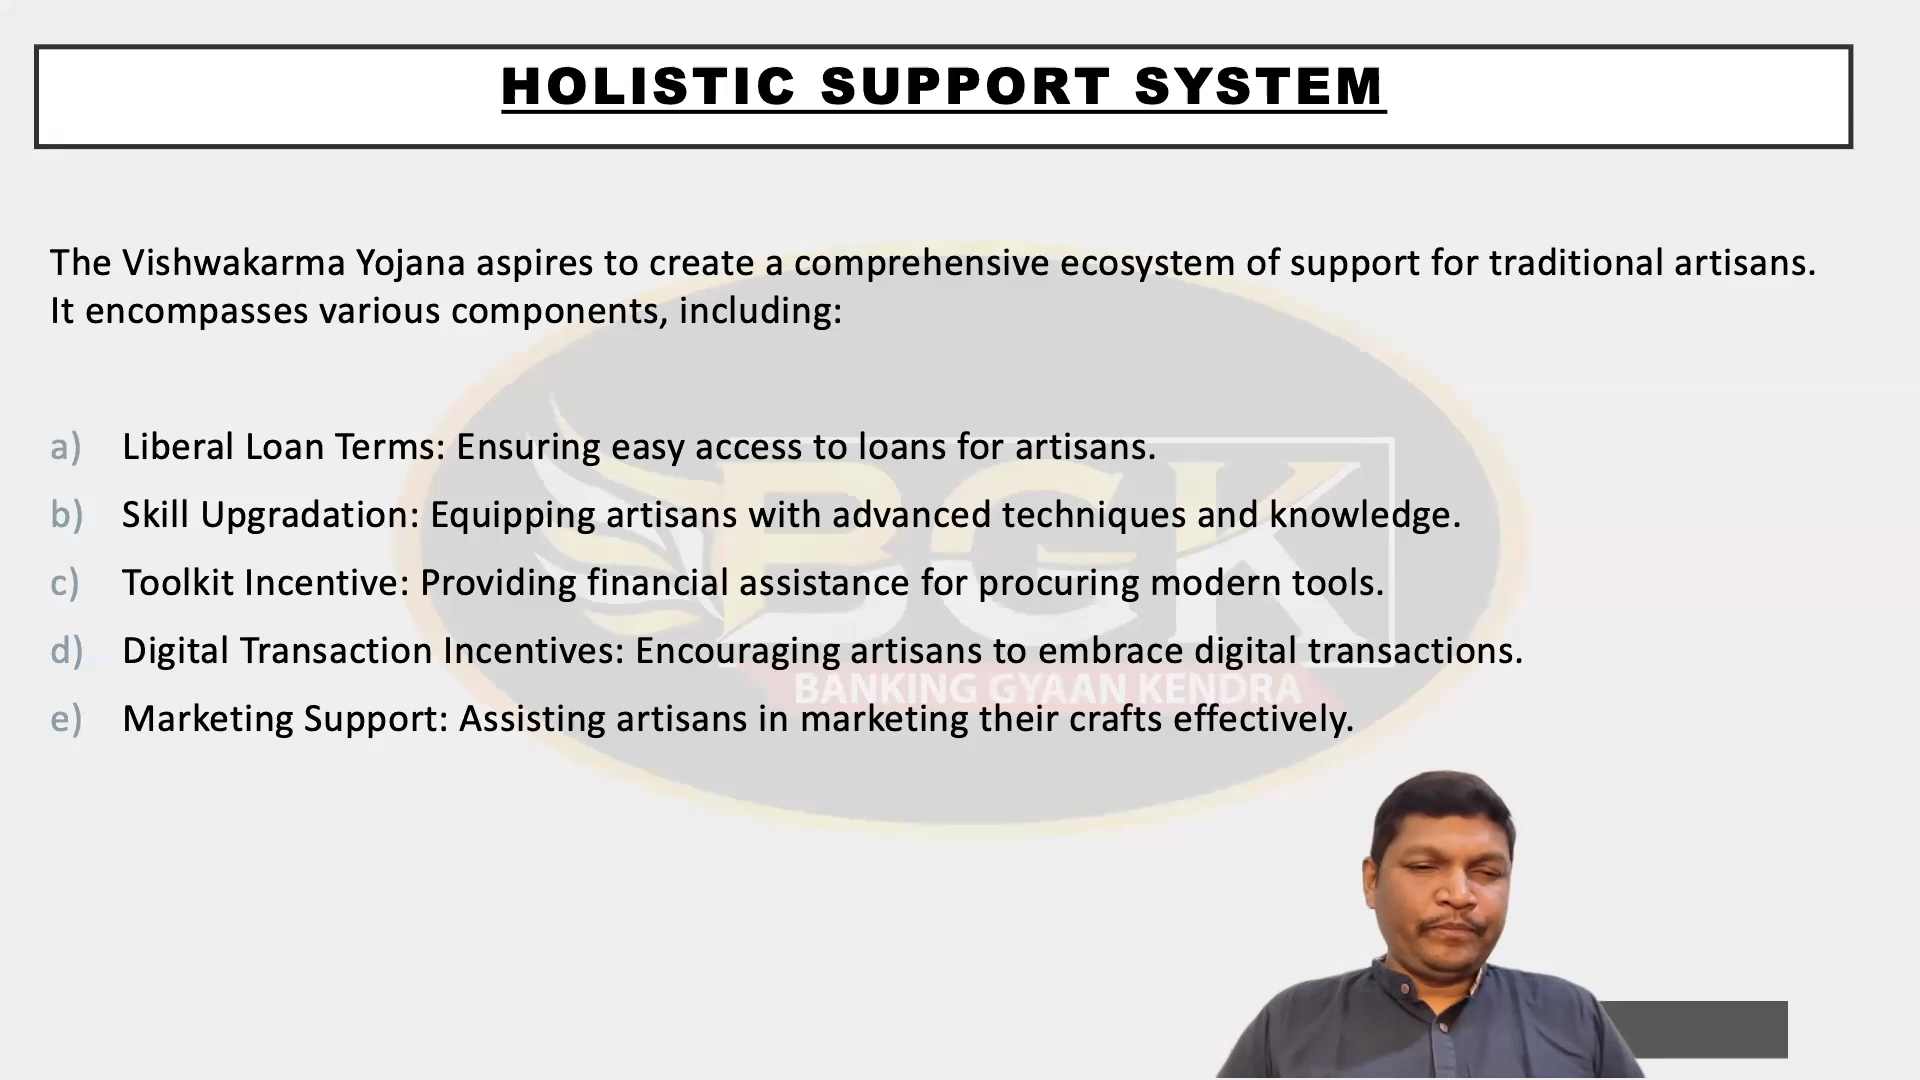 HOLISTIC SUPPORT SYSTEM
The Vishwakarma Yojana aspires to create a comprehensive ecosystem of support for traditional artisans.
It encompasses various components, including:
a) Liberal Loan Terms: Ensuring easy access to loans for artisans.
b) Skill Upgradation: Equipping artisans with advanced techniques and knowledge.
c) Toolkit Incentive: Providing financial assistance for procuring modern tools.
d) Digital Transaction Incentives: Encouraging artisans to embrace digital transactions.
e) Marketing Support: Assisting artisans in marketing their crafts effectively.
BGK
BANKING GYAAN KENDRA